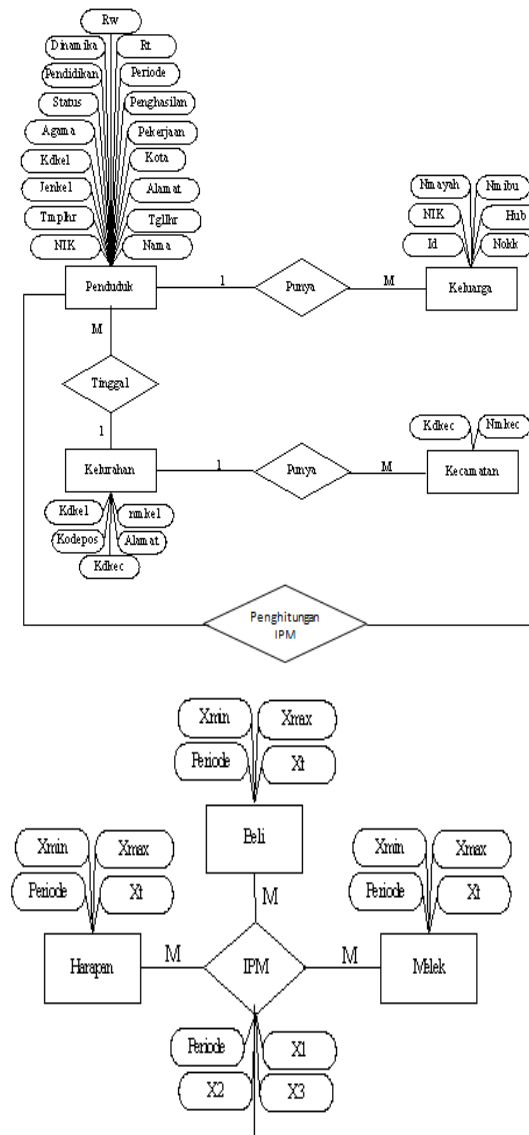 Rw
Dinamika Rt
Pendidikan Periode
Status Penghasilan
Agama Pekerjaan
Kdkel Kota
Jenkel Alamat
Tmplhr Tgllhr
NIK Nama
Nmayah Nmibu
NIK Hub
Id Nokk
Penduduk 1 Punya M Keluarga
M
Tinggal
1
Kdkec Nmkec
Kelurahan 1 Punya M Kecamatan
Kdkel nmkel
Kodepos Alamat
Kdkec
Penghitungan
IPM
Xmin Xmax
Periode Xt
Beli
M
Xmin Xmax Xmin Xmax
Periode Xt Periode Xt
Harapan M IPM M Melek
Periode X1
X2 X3